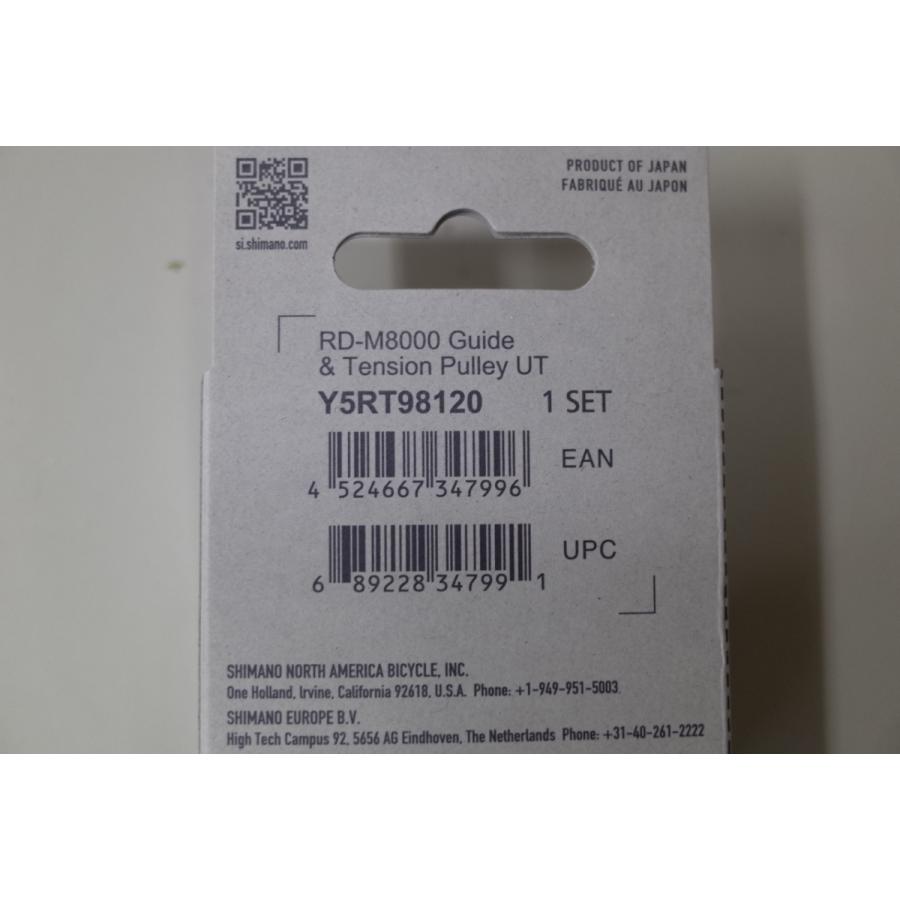 PRODUCT OF JAPAN
FABRIQUÉ AU JAPON
si.shimano.com
RD-M8000 Guide
& Tension Pulley UT
Y5RT98120 1 SET
EAN
4 524667 347996
UPC
6 89228 34799 1
SHIMANO NORTH AMERICA BICYCLE, INC.
One Holland, Irvine, California 92618, U.S.A. Phone: +1-949-951-5003
SHIMANO EUROPE B.V.
High Tech Campus 92, 5656 AG Eindhoven, The Netherlands Phone: +31-40-261-2222